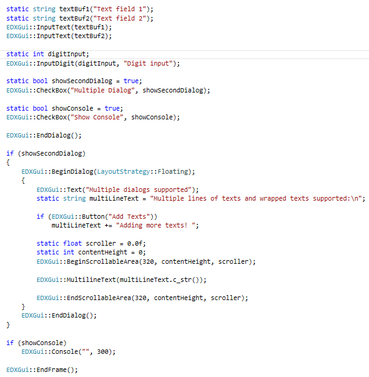 static string textBuf1("Text field 1");
static string textBuf2("Text field 2");
EDXGui::InputText(textBuf1);
EDXGui::InputText(textBuf2);
static int digitInput;
EDXGui::InputDigit(digitInput, "Digit input");
static bool showSecondDialog = true;
EDXGui::CheckBox("Multiple Dialog", showSecondDialog);
static bool showConsole = true;
EDXGui::CheckBox("Show Console", showConsole);
EDXGui::EndDialog();
if (showSecondDialog)
{
EDXGui::BeginDialog(LayoutStrategy::Floating);
{
EDXGui::Text("Multiple dialogs supported");
static string multiLineText = "Multiple lines of texts and wrapped texts supported:\n";
if (EDXGui::Button("Add Texts"))
multiLineText += "Adding more texts! ";
static float scroller = 0.0f;
static int contentHeight = 0;
EDXGui::BeginScrollableArea(320, contentHeight, scroller);
EDXGui::MultilineText(multiLineText.c_str());
EDXGui::EndScrollableArea(320, contentHeight, scroller);
}
EDXGui::EndDialog();
}
if (showConsole)
EDXGui::Console("", 300);
EDXGui::EndFrame();